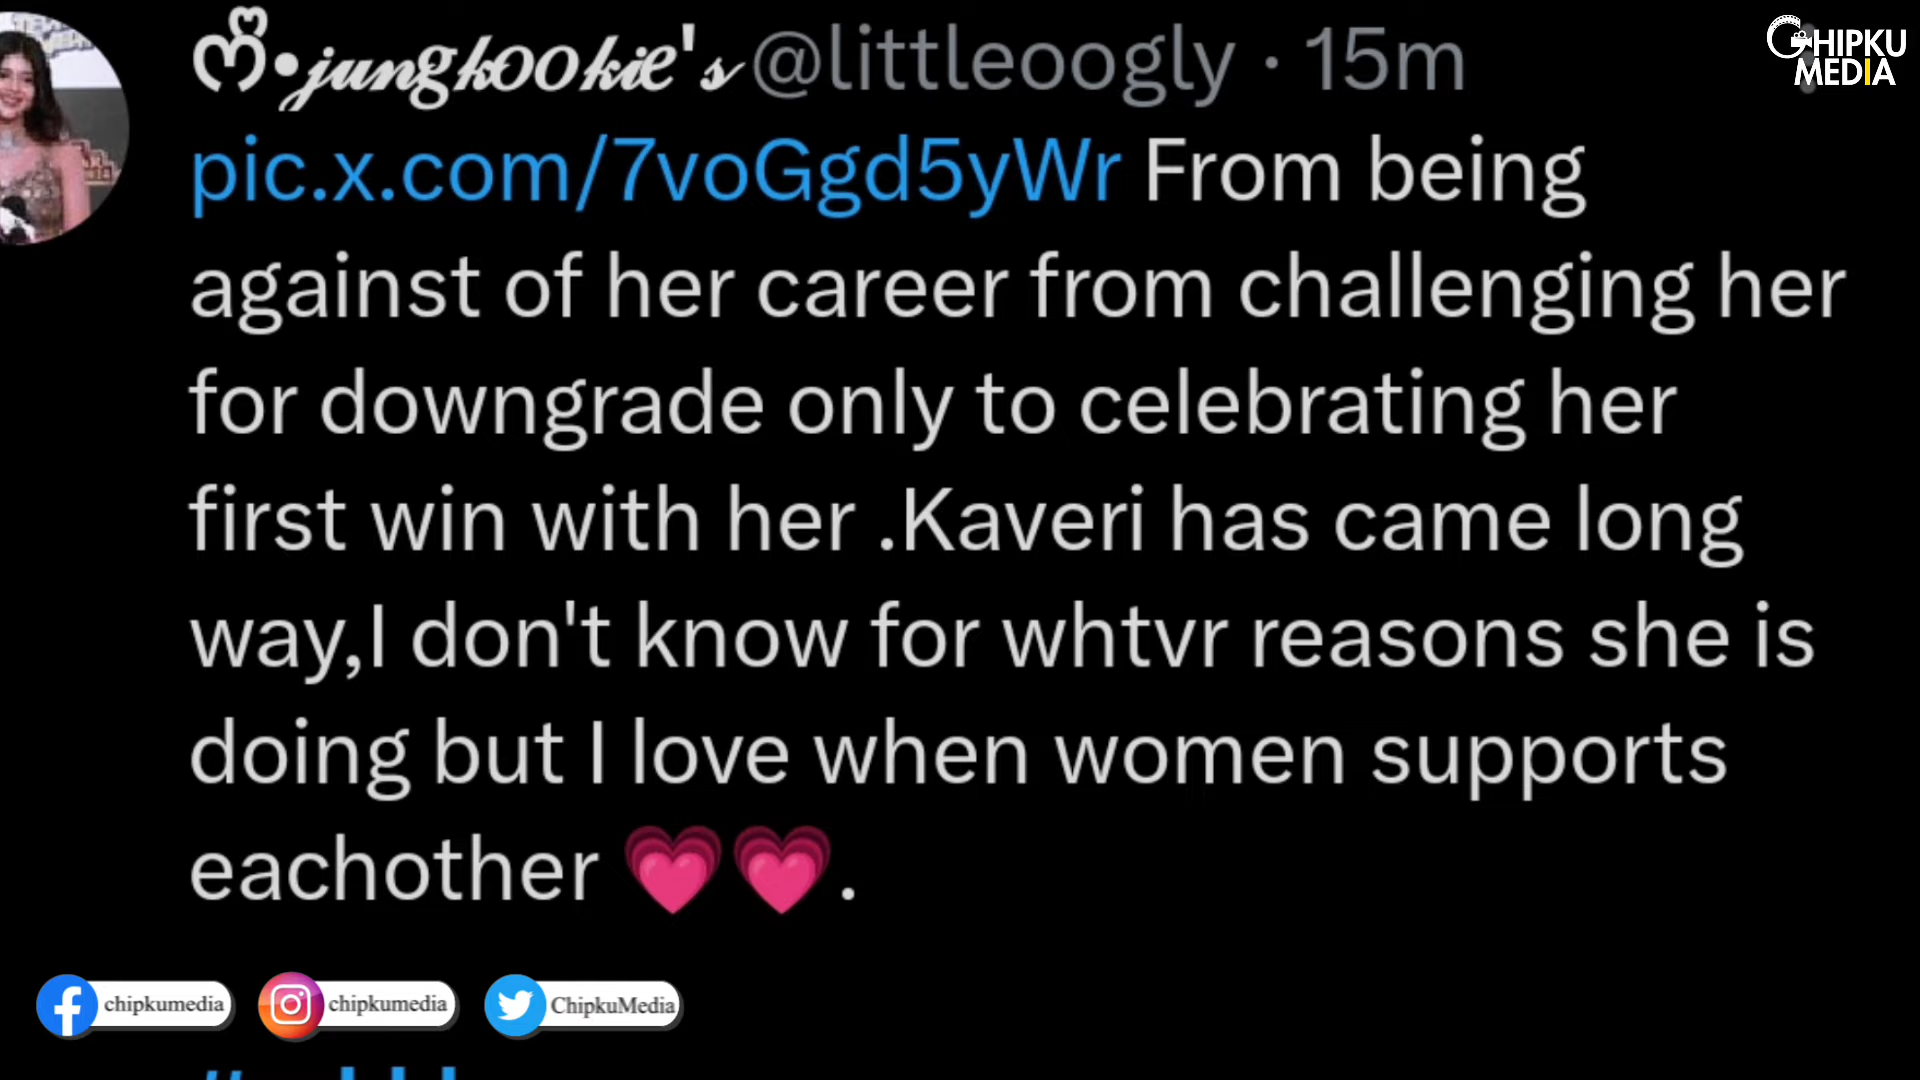 ෆ•𝓳𝓾𝓷𝓰𝓴𝓸𝓸𝓴𝓲𝓮'𝓼 @littleoogly · 15m
CHIPKU
MEDIA
pic.x.com/7voGgd5yWr From being
against of her career from challenging her
for downgrade only to celebrating her
first win with her .Kaveri has came long
way,I don't know for whtvr reasons she is
doing but I love when women supports
eachother 💗💗.
chipkumedia chipkumedia ChipkuMedia